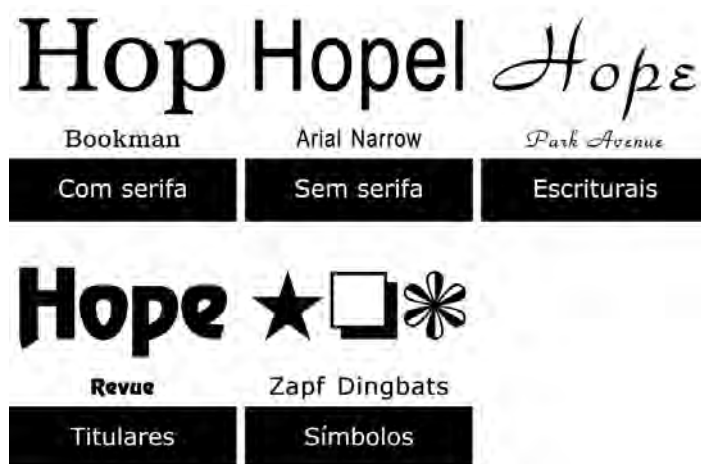 Hop Hopel Hope
Bookman Arial Narrow Park Avenue
Com serifa Sem serifa Escriturais
Hope ★❑✻
Revue Zapf Dingbats
Titulares Símbolos